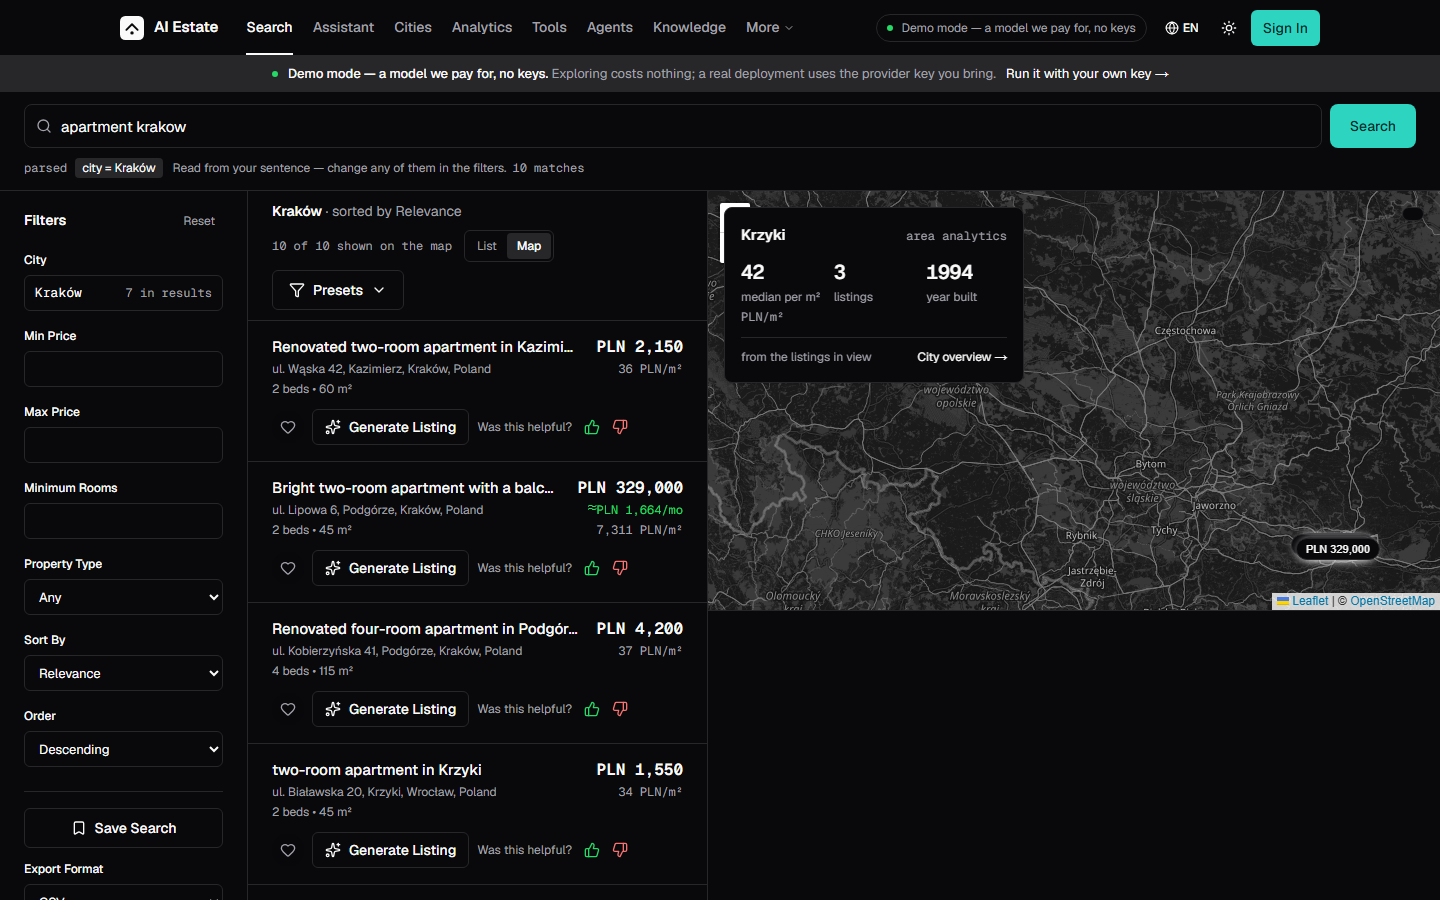 AI Estate
Search
Assistant
Cities
Analytics
Tools
Agents
Knowledge
More
Demo mode — a model we pay for, no keys
EN
Sign In
Demo mode — a model we pay for, no keys. Exploring costs nothing; a real deployment uses the provider key you bring. Run it with your own key →
apartment krakow
Search
parsed city = Kraków Read from your sentence — change any of them in the filters. 10 matches
Filters
Reset
City
Kraków 7 in results
Min Price
Max Price
Minimum Rooms
Property Type
Any
Sort By
Relevance
Order
Descending
Save Search
Export Format
Kraków · sorted by Relevance
10 of 10 shown on the map
List
Map
Presets
Renovated two-room apartment in Kazimi... PLN 2,150
ul. Wąska 42, Kazimierz, Kraków, Poland 36 PLN/m²
2 beds • 60 m²
Generate Listing Was this helpful?
Bright two-room apartment with a balc... PLN 329,000
ul. Lipowa 6, Podgórze, Kraków, Poland ≈PLN 1,664/mo
2 beds • 45 m² 7,311 PLN/m²
Generate Listing Was this helpful?
Renovated four-room apartment in Podgór... PLN 4,200
ul. Kobierzyńska 41, Podgórze, Kraków, Poland 37 PLN/m²
4 beds • 115 m²
Generate Listing Was this helpful?
two-room apartment in Krzyki PLN 1,550
ul. Białawska 20, Krzyki, Wrocław, Poland 34 PLN/m²
2 beds • 45 m²
Generate Listing Was this helpful?
Krzyki area analytics
42 3 1994
median per m² listings year built
PLN/m²
from the listings in view City overview →
Częstochowa
województwo
opolskie
Park Krajobrazowy
Orlich Gniazd
Bytom
województwo
śląskie
Jaworzno
CHKO Jeseníky
Rybnik
Tychy
PLN 329,000
Jastrzębie-
Zdrój
Olomoucký
kraj
Moravskoslezský
kraj
Leaflet | © OpenStreetMap